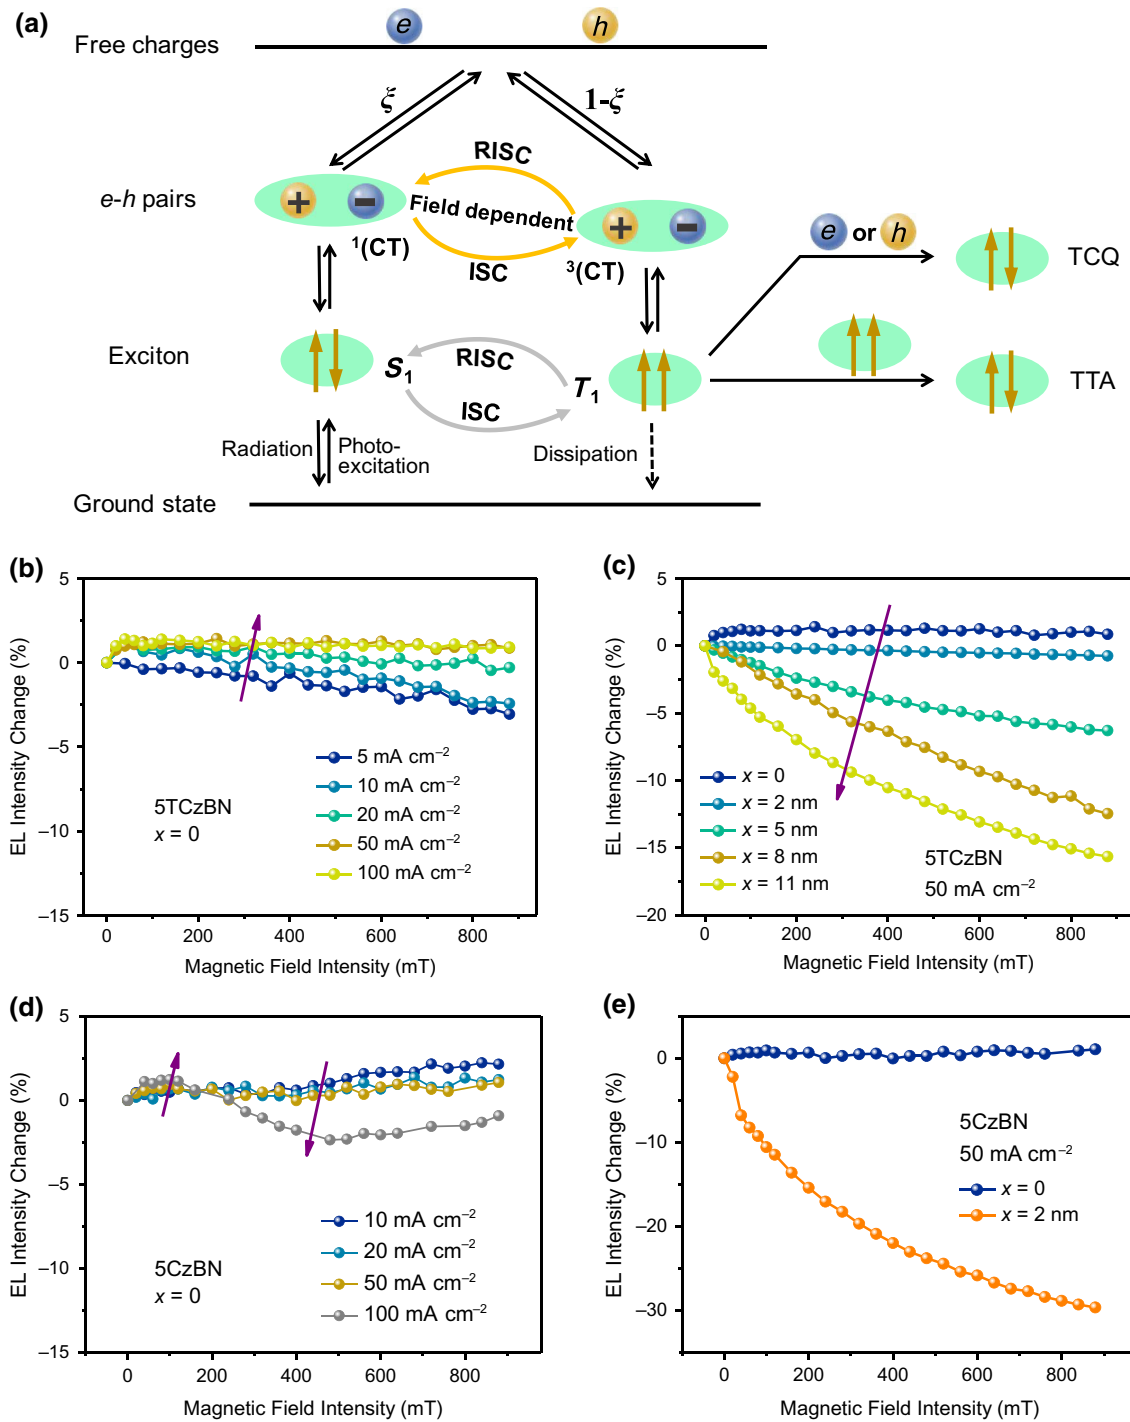 (a)
Free charges
e
h
ξ
1-ξ
RISC
e-h pairs
+ −
Field dependent
+ −
¹(CT)
ISC
³(CT)
e or h
TCQ
Exciton
S₁
RISC
T₁
ISC
TTA
Radiation
Photo-
excitation
Dissipation
Ground state
(b)
5
0
−5
−10
−15
EL Intensity Change (%)
5TCzBN
x = 0
5 mA cm⁻²
10 mA cm⁻²
20 mA cm⁻²
50 mA cm⁻²
100 mA cm⁻²
0 200 400 600 800
Magnetic Field Intensity (mT)
(c)
5
0
−5
−10
−15
−20
EL Intensity Change (%)
x = 0
x = 2 nm
x = 5 nm
x = 8 nm
x = 11 nm
5TCzBN
50 mA cm⁻²
0 200 400 600 800
Magnetic Field Intensity (mT)
(d)
5
0
−5
−10
−15
EL Intensity Change (%)
5CzBN
x = 0
10 mA cm⁻²
20 mA cm⁻²
50 mA cm⁻²
100 mA cm⁻²
0 200 400 600 800
Magnetic Field Intensity (mT)
(e)
0
−10
−20
−30
EL Intensity Change (%)
5CzBN
50 mA cm⁻²
x = 0
x = 2 nm
0 200 400 600 800
Magnetic Field Intensity (mT)